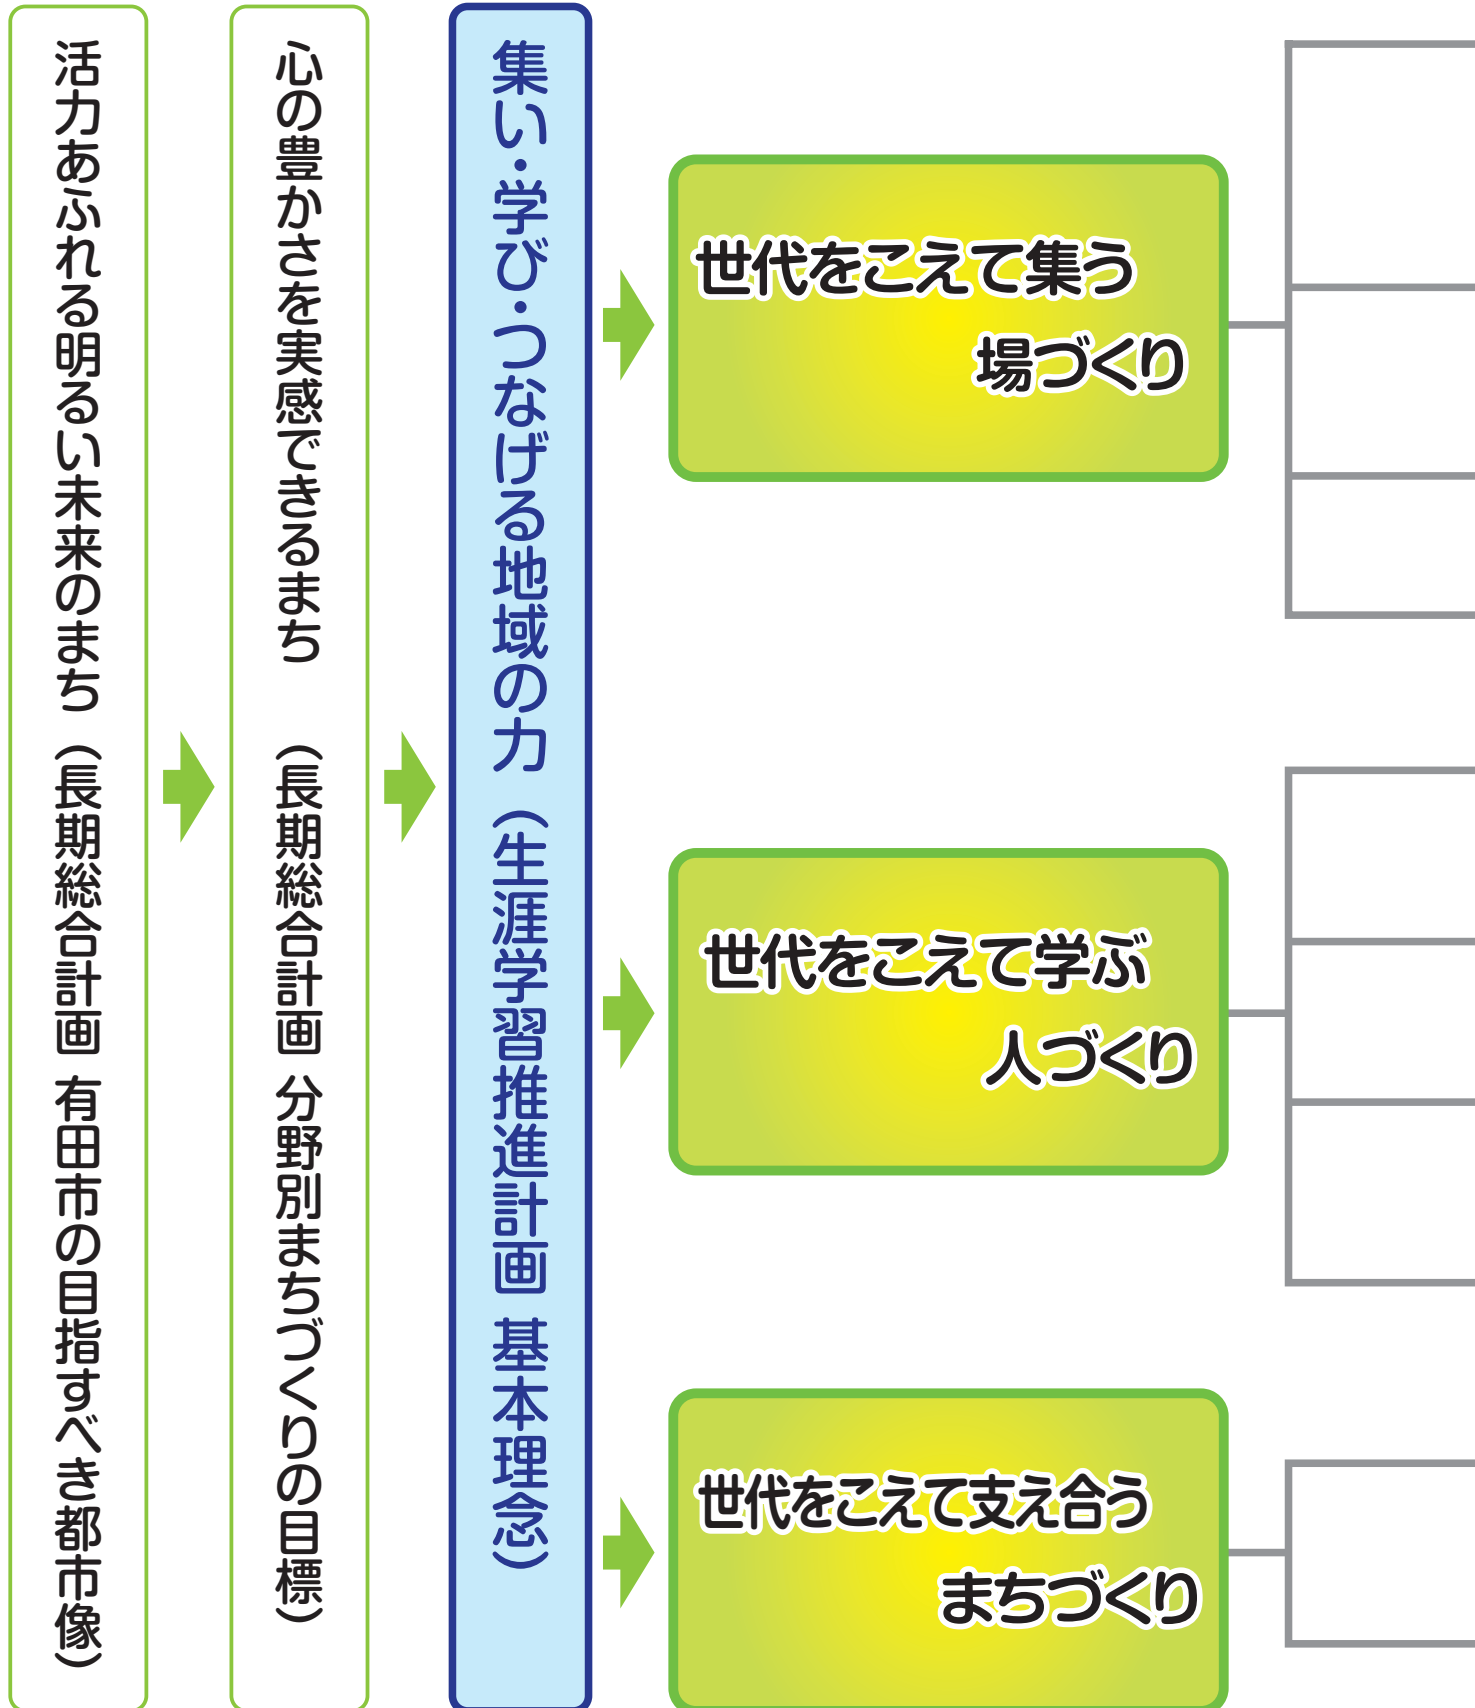 活力あふれる明るい未来のまち（長期総合計画 有田市の目指すべき都市像）
心の豊かさを実感できるまち （長期総合計画 分野別まちづくりの目標）
集い・学び・つなげる地域の力（生涯学習推進計画 基本理念）
世代をこえて集う
場づくり
世代をこえて学ぶ
人づくり
世代をこえて支え合う
まちづくり